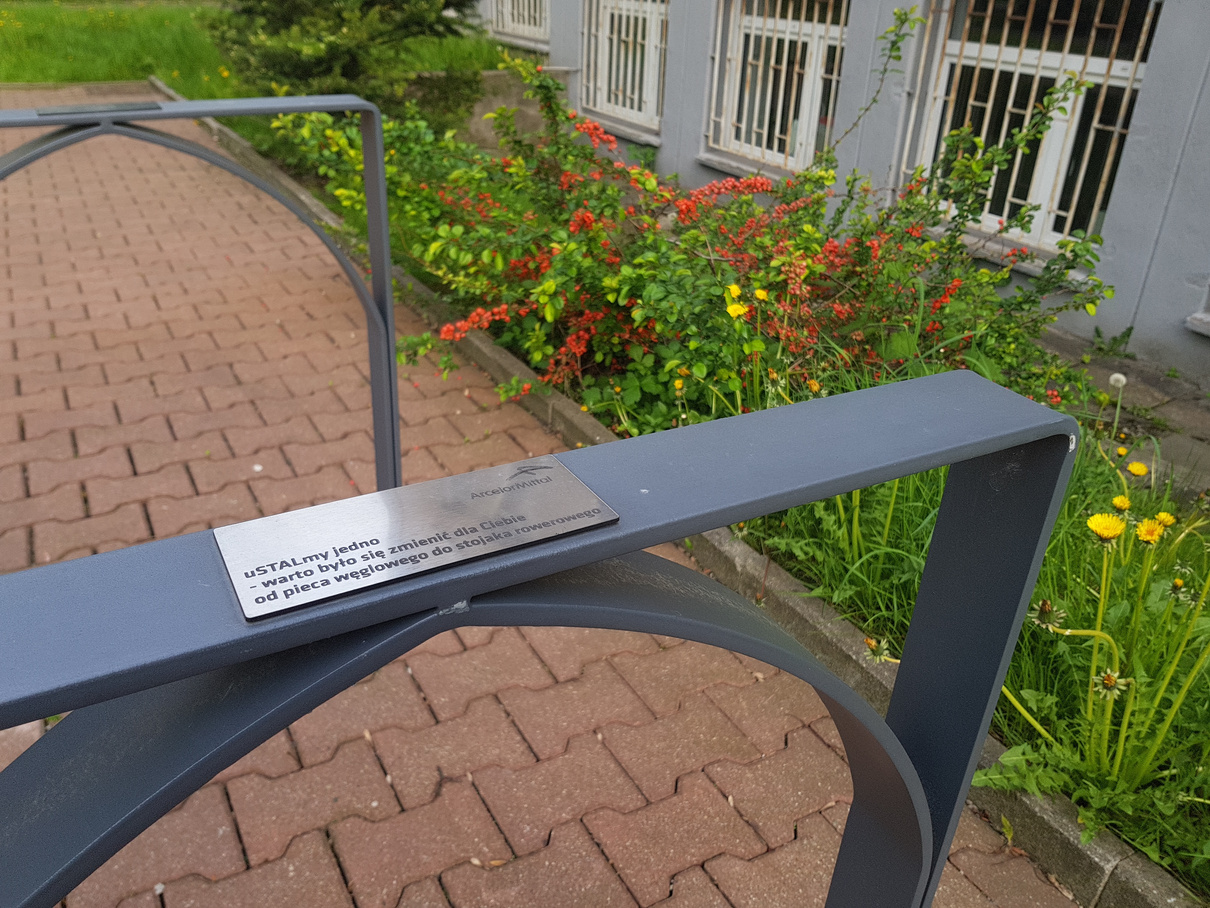 ArcelorMittal
uSTALmy jedno
- warto było się zmienić dla Ciebie
od pieca węglowego do stojaka rowerowego